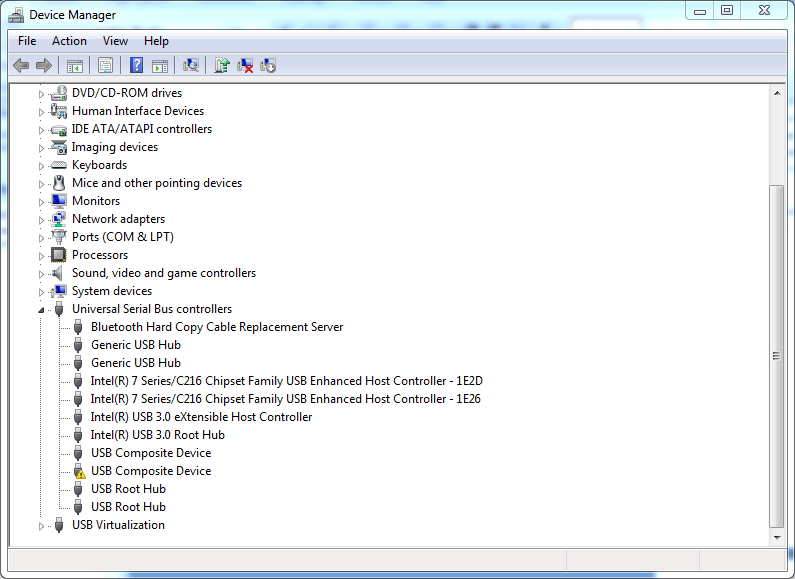 Device Manager
File Action View Help
DVD/CD-ROM drives
Human Interface Devices
IDE ATA/ATAPI controllers
Imaging devices
Keyboards
Mice and other pointing devices
Monitors
Network adapters
Ports (COM & LPT)
Processors
Sound, video and game controllers
System devices
Universal Serial Bus controllers
Bluetooth Hard Copy Cable Replacement Server
Generic USB Hub
Generic USB Hub
Intel(R) 7 Series/C216 Chipset Family USB Enhanced Host Controller - 1E2D
Intel(R) 7 Series/C216 Chipset Family USB Enhanced Host Controller - 1E26
Intel(R) USB 3.0 eXtensible Host Controller
Intel(R) USB 3.0 Root Hub
USB Composite Device
USB Composite Device
USB Root Hub
USB Root Hub
USB Virtualization